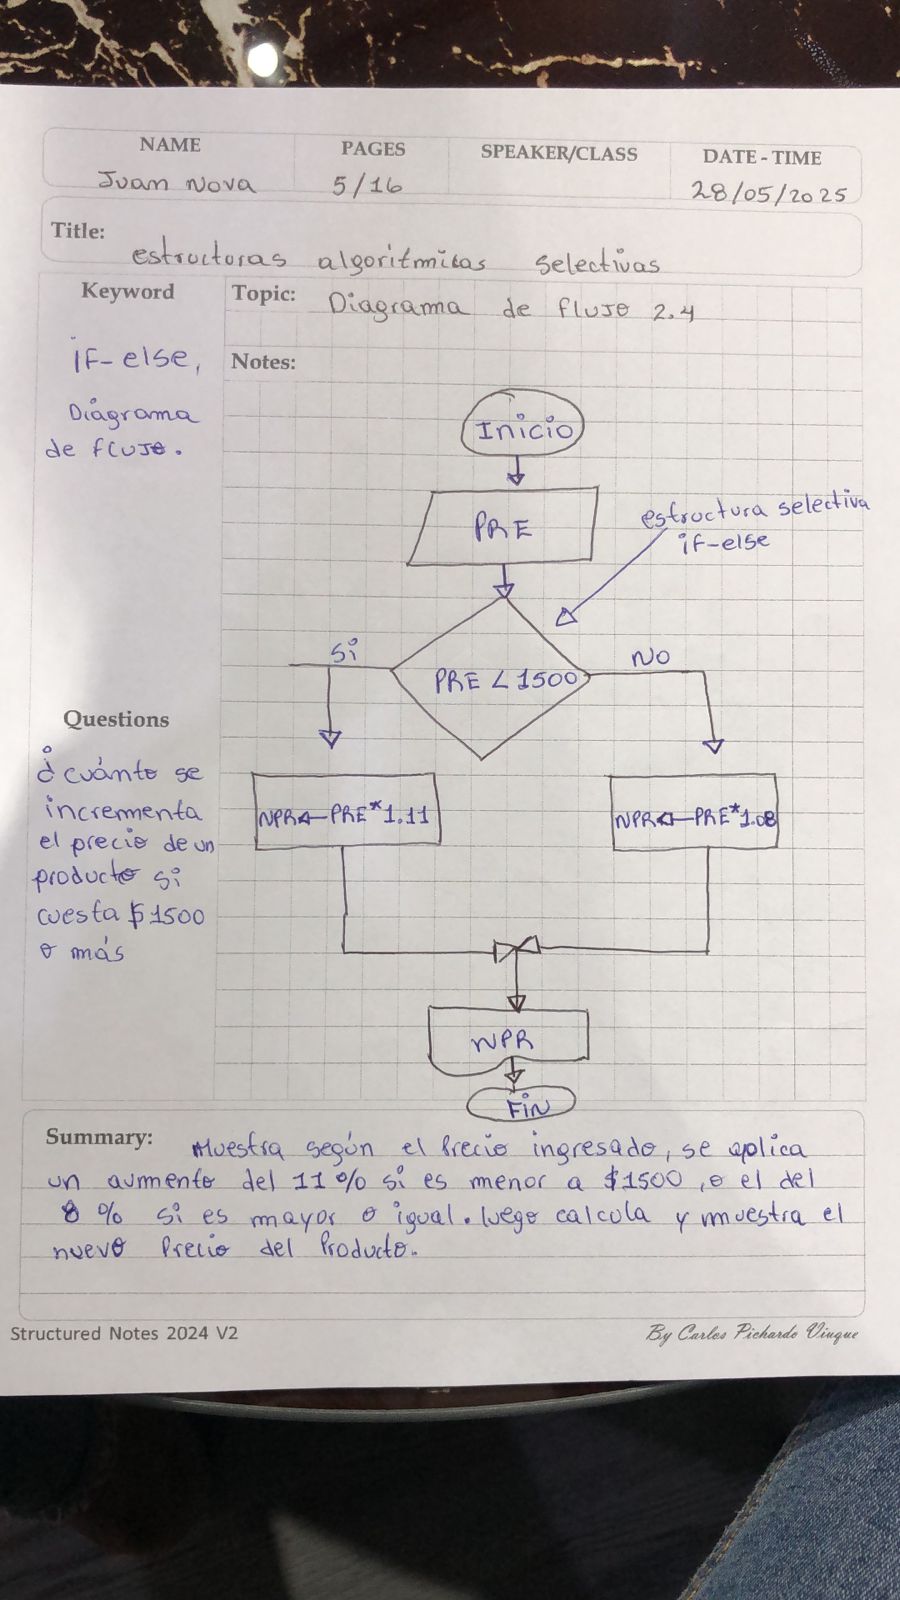 NAME
Juan Nova
PAGES
5/16
SPEAKER/CLASS
DATE - TIME
28/05/2025
Title: estructuras algoritmicas selectivas
Keyword
if-else,
Diagrama
de flujo.
Topic: Diagrama de flujo 2.4
Notes:
Inicio
PRE
estructura selectiva
if-else
PRE < 1500
Si
NO
NPR←PRE*1.11
NPR←PRE*1.08
NPR
Fin
Questions
¿cuánto se
incrementa
el precio de un
producto si
cuesta $1500
o más
Summary: Muestra según el Precio ingresado, se aplica
un aumento del 11% si es menor a $1500, o el del
8 % si es mayor o igual. luego calcula y muestra el
nuevo Precio del Producto.
Structured Notes 2024 V2
By Carlos Pichardo Viuque